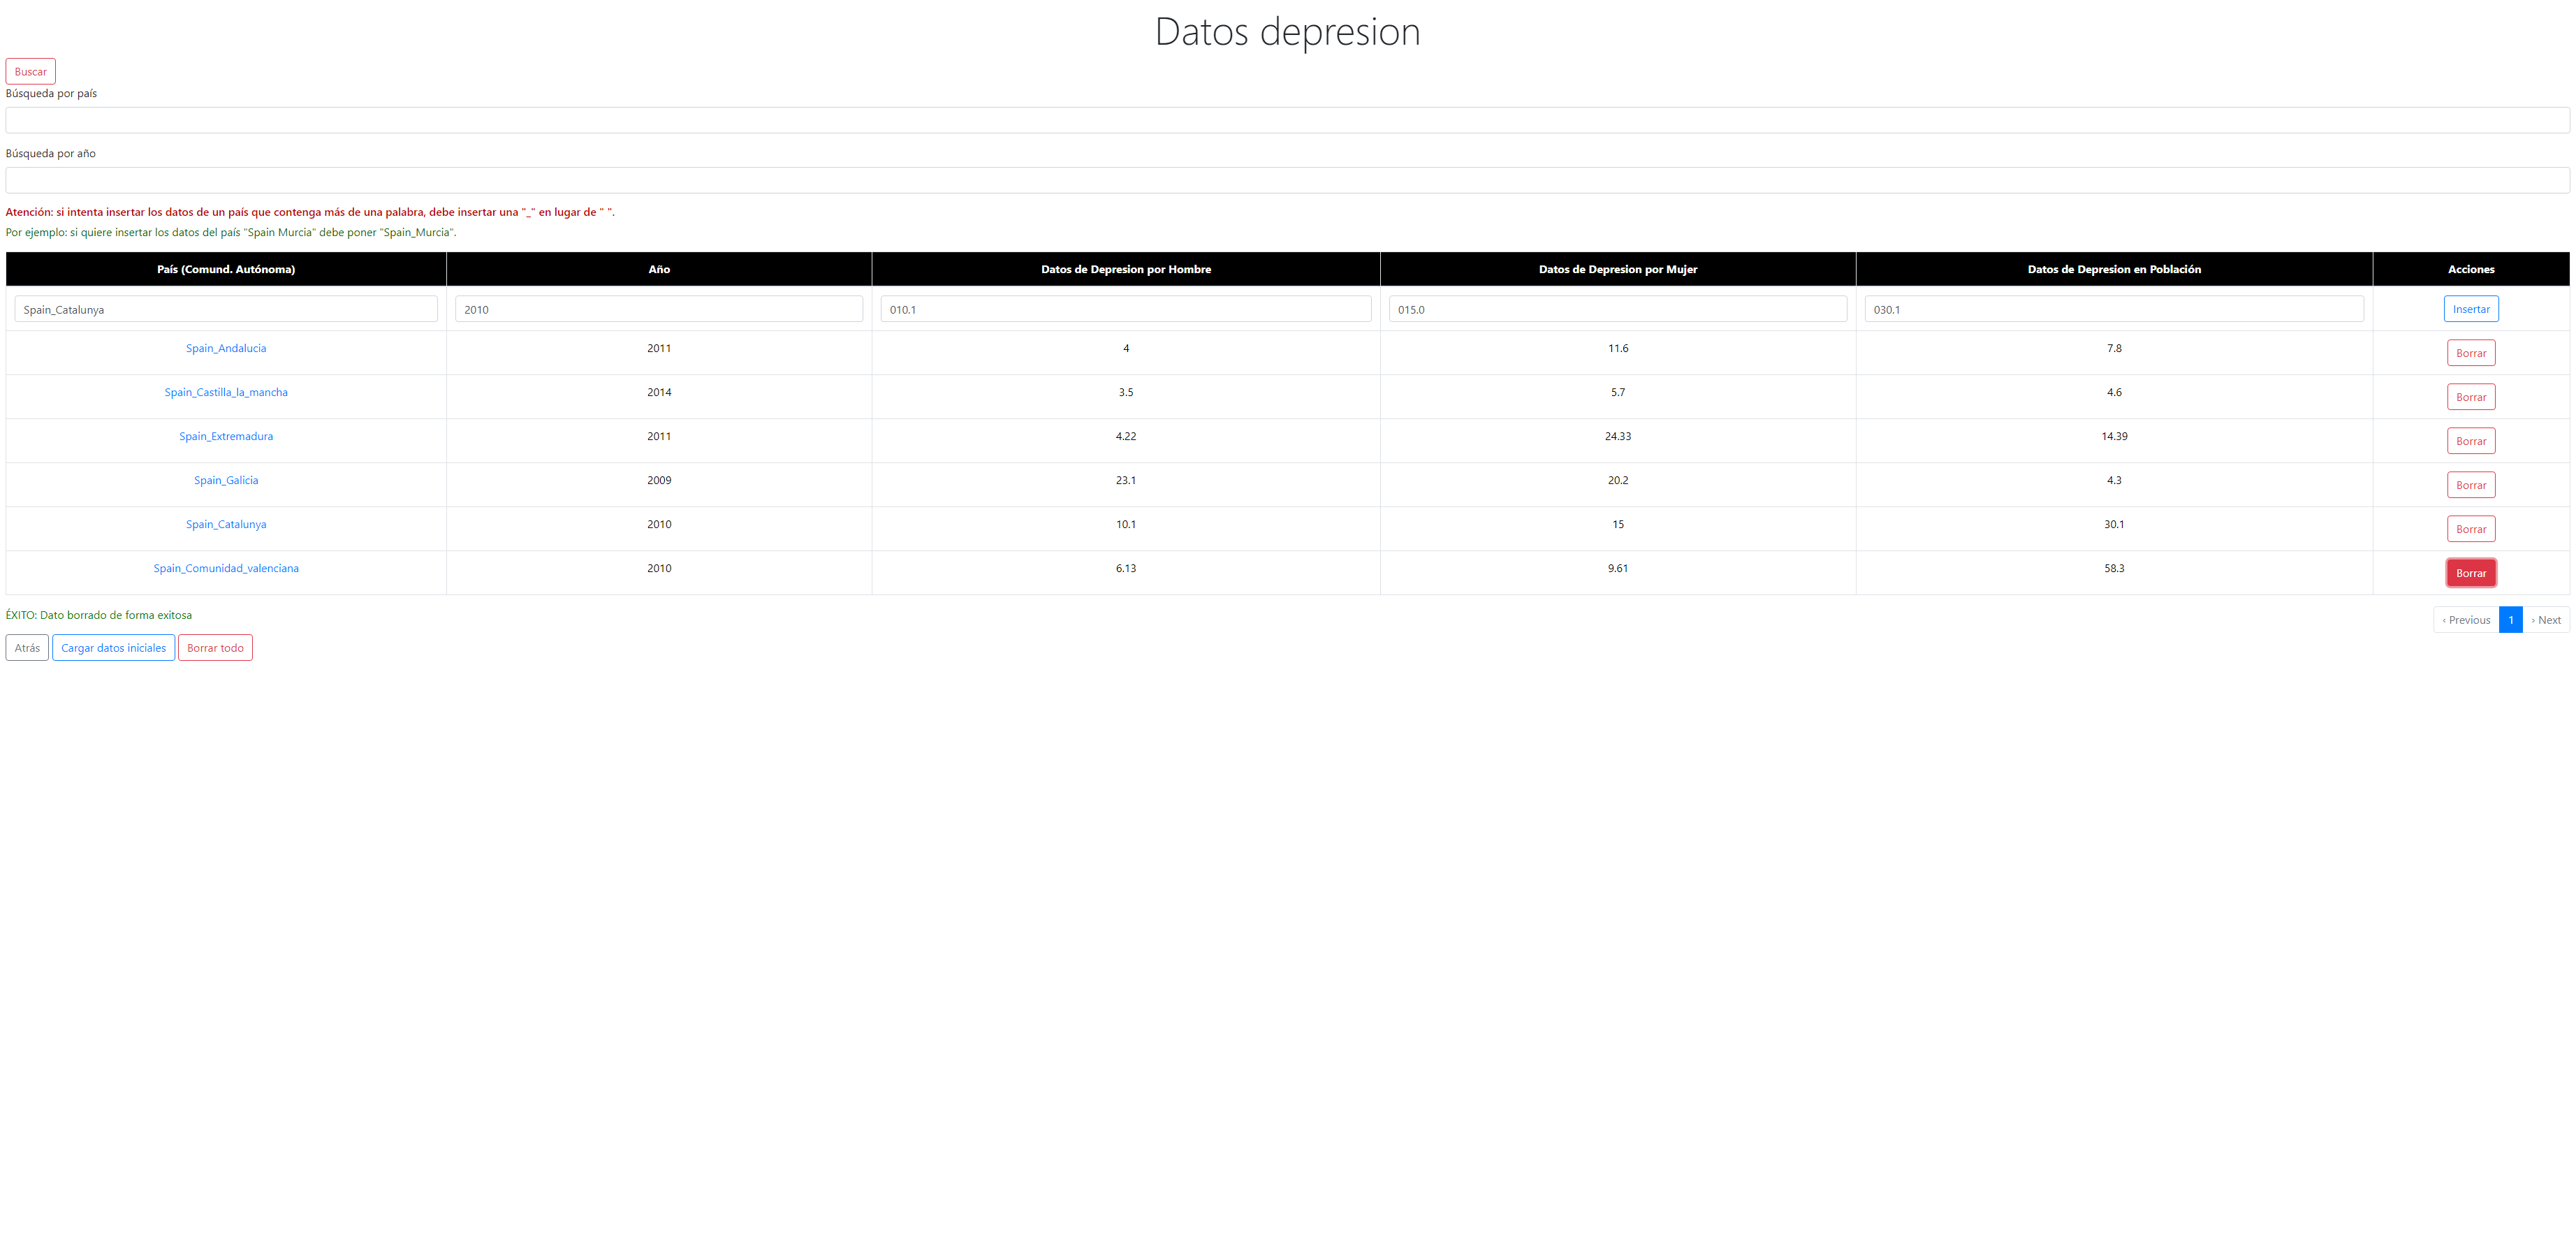 Datos depresion
Buscar
Búsqueda por país
Búsqueda por año
Atención: si intenta insertar los datos de un país que contenga más de una palabra, debe insertar una "_" en lugar de " ".
Por ejemplo: si quiere insertar los datos del país "Spain Murcia" debe poner "Spain_Murcia".
País (Comund. Autónoma) Año Datos de Depresion por Hombre Datos de Depresion por Mujer Datos de Depresion en Población Acciones
Spain_Catalunya 2010 010.1 015.0 030.1 Insertar
Spain_Andalucia 2011 4 11.6 7.8 Borrar
Spain_Castilla_la_mancha 2014 3.5 5.7 4.6 Borrar
Spain_Extremadura 2011 4.22 24.33 14.39 Borrar
Spain_Galicia 2009 23.1 20.2 4.3 Borrar
Spain_Catalunya 2010 10.1 15 30.1 Borrar
Spain_Comunidad_valenciana 2010 6.13 9.61 58.3 Borrar
ÉXITO: Dato borrado de forma exitosa
‹ Previous 1 › Next
Atrás Cargar datos iniciales Borrar todo